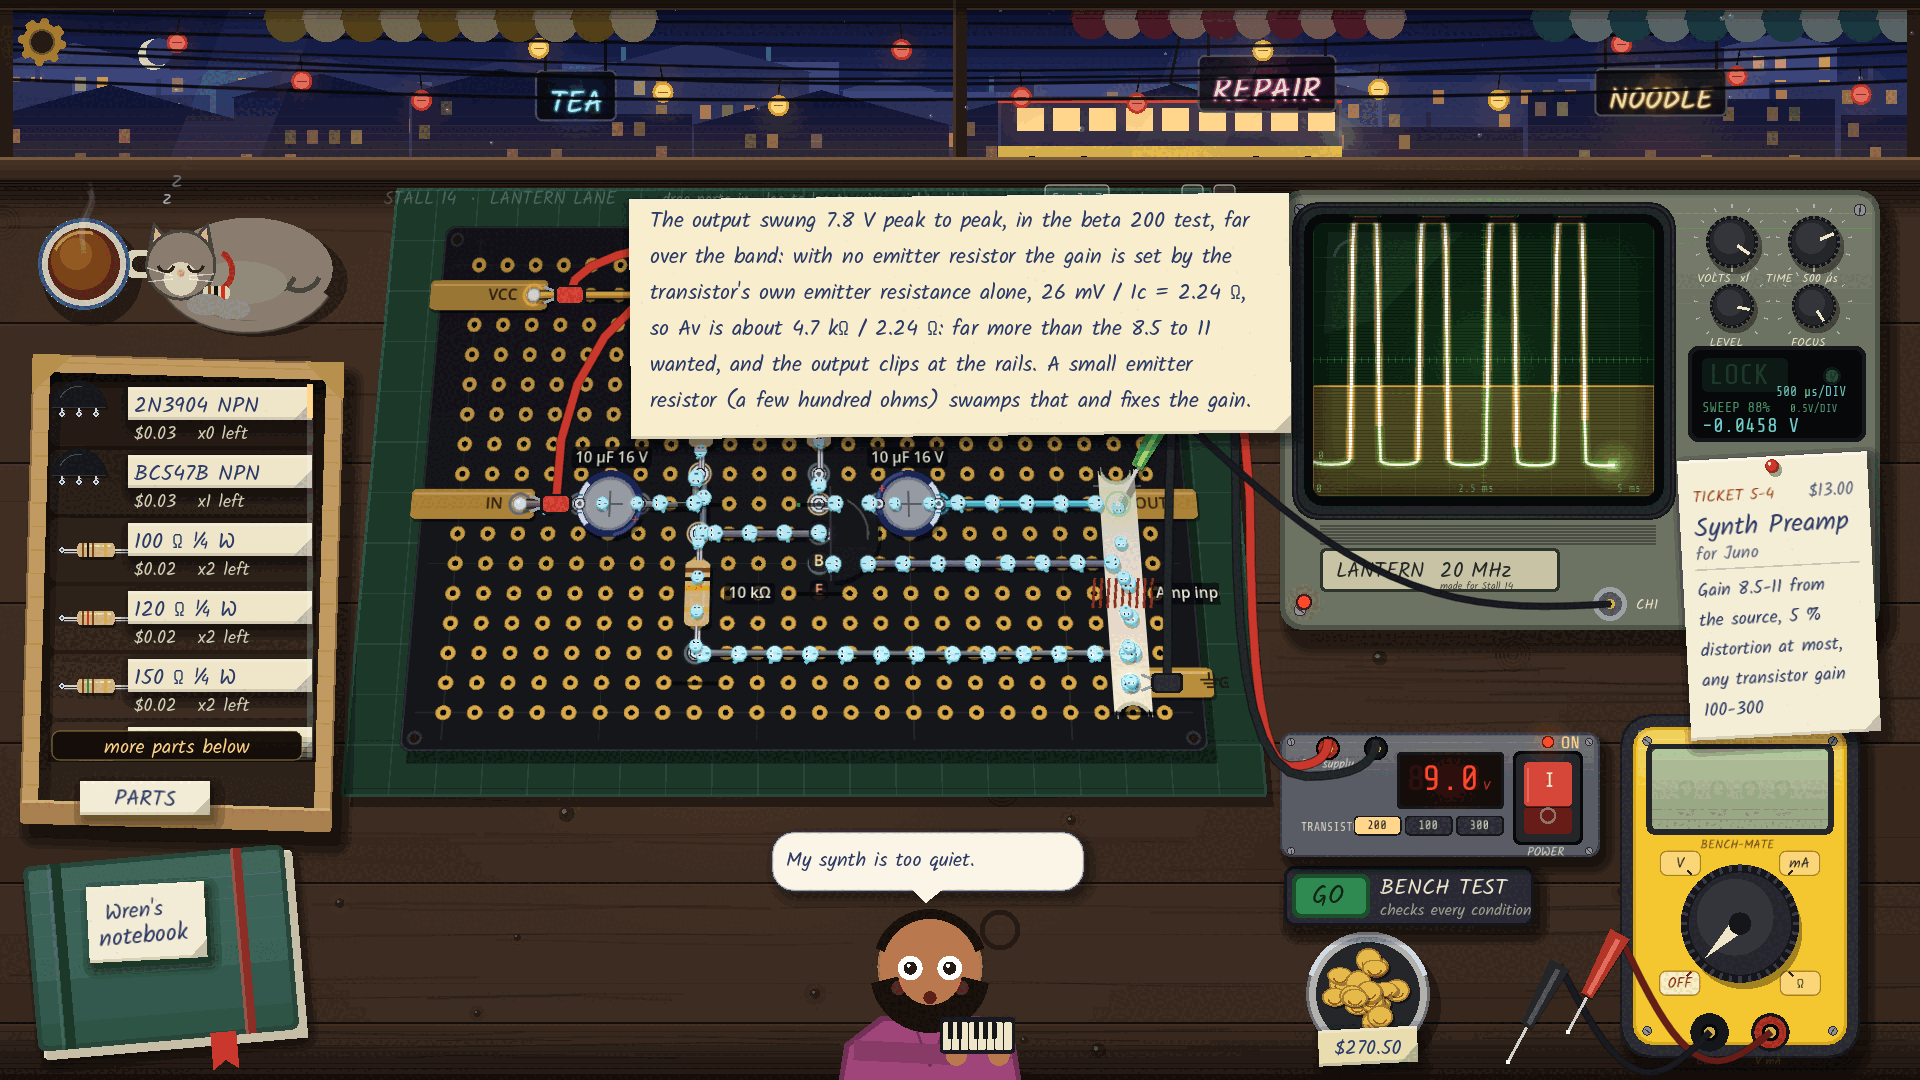 TEA
REPAIR
NOODLE
z
z
STALL 14 · LANTERN LANE
The output swung 7.8 V peak to peak, in the beta 200 test, far
over the band: with no emitter resistor the gain is set by the
transistor's own emitter resistance alone, 26 mV / Ic = 2.24 Ω,
so Av is about 4.7 kΩ / 2.24 Ω: far more than the 8.5 to 11
wanted, and the output clips at the rails. A small emitter
resistor (a few hundred ohms) swamps that and fixes the gain.
VCC
IN
OUT
10 µF 16 V
10 µF 16 V
B
E
10 kΩ
Amp inp
G
2N3904 NPN
$0.03 x0 left
BC547B NPN
$0.03 x1 left
100 Ω ¼ W
$0.02 x2 left
120 Ω ¼ W
$0.02 x2 left
150 Ω ¼ W
$0.02 x2 left
more parts below
PARTS
Wren's
notebook
0
0
2.5 ms
5 ms
VOLTS x1
TIME 500 µs
LEVEL
FOCUS
LOCK
500 µs/DIV
SWEEP 88% 0.5V/DIV
-0.0458 V
LANTERN 20 MHz
made for Stall 14
CH1
TICKET 5-4 $13.00
Synth Preamp
for Juno
Gain 8.5-11 from
the source, 5 %
distortion at most,
any transistor gain
100-300
supply
9.0 V
ON
I
TRANSIST
200
100
300
POWER
GO
BENCH TEST
checks every condition
My synth is too quiet.
$270.50
BENCH-MATE
V
mA
OFF
Ω